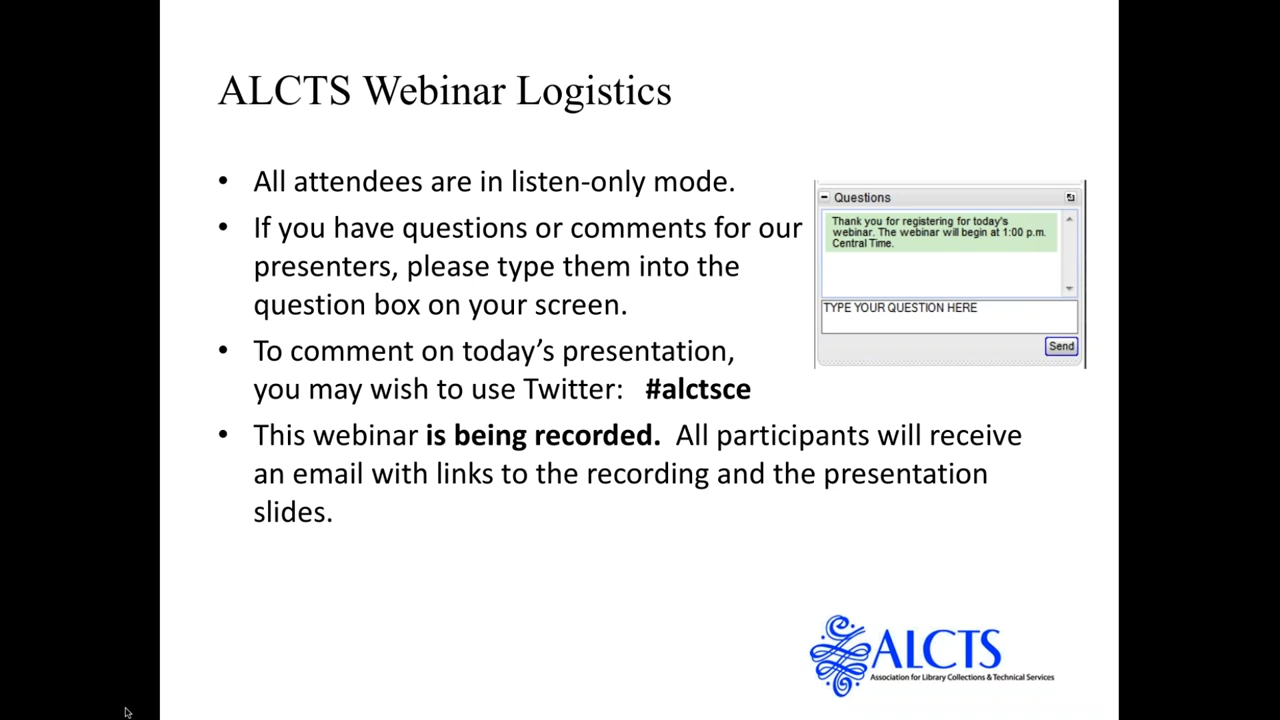 ALCTS Webinar Logistics
• All attendees are in listen-only mode.
• If you have questions or comments for our
presenters, please type them into the
question box on your screen.
• To comment on today’s presentation,
you may wish to use Twitter: #alctsce
• This webinar is being recorded. All participants will receive
an email with links to the recording and the presentation
slides.
Questions
Thank you for registering for today's
webinar. The webinar will begin at 1:00 p.m.
Central Time.
TYPE YOUR QUESTION HERE
Send
ALCTS
Association for Library Collections & Technical Services